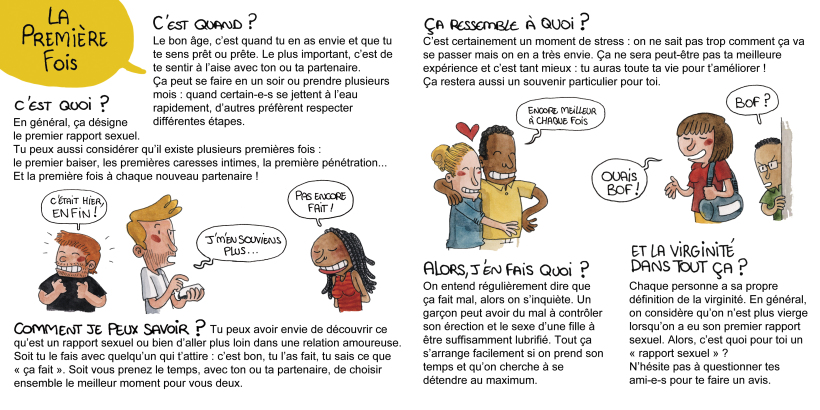 LA
PREMIÈRE
FOIS
C'EST QUOI ?
En général, ça désigne
le premier rapport sexuel.
Tu peux aussi considérer qu'il existe plusieurs premières fois :
le premier baiser, les premières caresses intimes, la première pénétration...
Et la première fois à chaque nouveau partenaire !
C'EST QUAND ?
Le bon âge, c'est quand tu en as envie et que tu
te sens prêt ou prête. Le plus important, c'est de
te sentir à l'aise avec ton ou ta partenaire.
Ça peut se faire en un soir ou prendre plusieurs
mois : quand certain-e-s se jettent à l'eau
rapidement, d'autres préfèrent respecter
différentes étapes.
C'ÉTAIT HIER,
ENFIN !
J'M'EN SOUVIENS
PLUS...
PAS ENCORE
FAIT !
COMMENT JE PEUX SAVOIR ? Tu peux avoir envie de découvrir ce
qu'est un rapport sexuel ou bien d'aller plus loin dans une relation amoureuse.
Soit tu le fais avec quelqu'un qui t'attire : c'est bon, tu l'as fait, tu sais ce que
« ça fait ». Soit vous prenez le temps, avec ton ou ta partenaire, de choisir
ensemble le meilleur moment pour vous deux.
ÇA RESSEMBLE À QUOI ?
C'est certainement un moment de stress : on ne sait pas trop comment ça va
se passer mais on en a très envie. Ça ne sera peut-être pas ta meilleure
expérience et c'est tant mieux : tu auras toute ta vie pour t'améliorer !
Ça restera aussi un souvenir particulier pour toi.
ENCORE MEILLEUR
À CHAQUE FOIS
BOF ?
OUAIS
BOF !
ALORS, J'EN FAIS QUOI ?
On entend régulièrement dire que
ça fait mal, alors on s'inquiète. Un
garçon peut avoir du mal à contrôler
son érection et le sexe d'une fille à
être suffisamment lubrifié. Tout ça
s'arrange facilement si on prend son
temps et qu'on cherche à se
détendre au maximum.
ET LA VIRGINITÉ
DANS TOUT ÇA ?
Chaque personne a sa propre
définition de la virginité. En général,
on considère qu'on n'est plus vierge
lorsqu'on a eu son premier rapport
sexuel. Alors, c'est quoi pour toi un
« rapport sexuel » ?
N'hésite pas à questionner tes
ami-e-s pour te faire un avis.